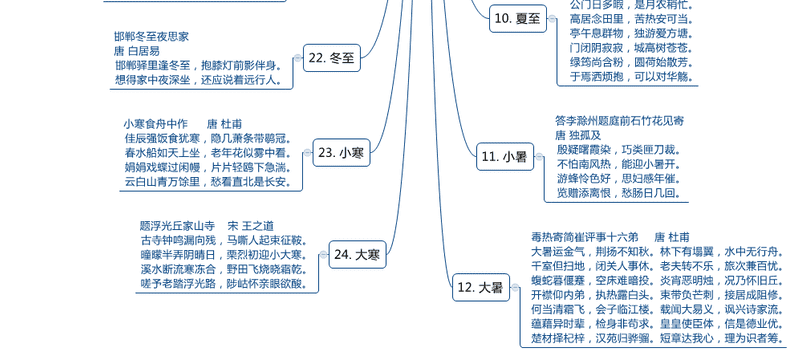 邯郸冬至夜思家
唐 白居易
邯郸驿里逢冬至，抱膝灯前影伴身。
想得家中夜深坐，还应说着远行人。
22. 冬至
小寒食舟中作 唐 杜甫
佳辰强饭食犹寒，隐几萧条带鹖冠。
春水船如天上坐，老年花似雾中看。
娟娟戏蝶过闲幔，片片轻鸥下急湍。
云白山青万馀里，愁看直北是长安。
23. 小寒
题浮光丘家山寺 宋 王之道
古寺钟鸣漏向残，马嘶人起束征鞍。
曈曚半弄阴晴日，栗烈初迎小大寒。
溪水断流寒冻合，野田飞烧晓霜乾。
嗟予老踏浮光路，陟岵怀亲眼欲酸。
24. 大寒
公门日多暇，是月农稍忙。
高居念田里，苦热安可当。
亭午息群物，独游爱方塘。
门闭阴寂寂，城高树苍苍。
绿筠尚含粉，圆荷始散芳。
于焉洒烦抱，可以对华觞。
10. 夏至
答李滁州题庭前石竹花见寄
唐 独孤及
殷疑曙霞染，巧类匣刀裁。
不怕南风热，能迎小暑开。
游蜂怜色好，思妇感年催。
览赠添离恨，愁肠日几回。
11. 小暑
毒热寄简崔评事十六弟 唐 杜甫
大暑运金气，荆扬不知秋。林下有塌翼，水中无行舟。
千室但扫地，闭关人事休。老夫转不乐，旅次兼百忧。
蝮蛇暮偃蹇，空床难暗投。炎宵恶明烛，况乃怀旧丘。
开襟仰内弟，执热露白头。束带负芒刺，接居成阻修。
何当清霜飞，会子临江楼。载闻大易义，讽兴诗家流。
蕴藉异时辈，检身非苟求。皇皇使臣体，信是德业优。
楚材择杞梓，汉苑归骅骝。短章达我心，理为识者筹。
12. 大暑